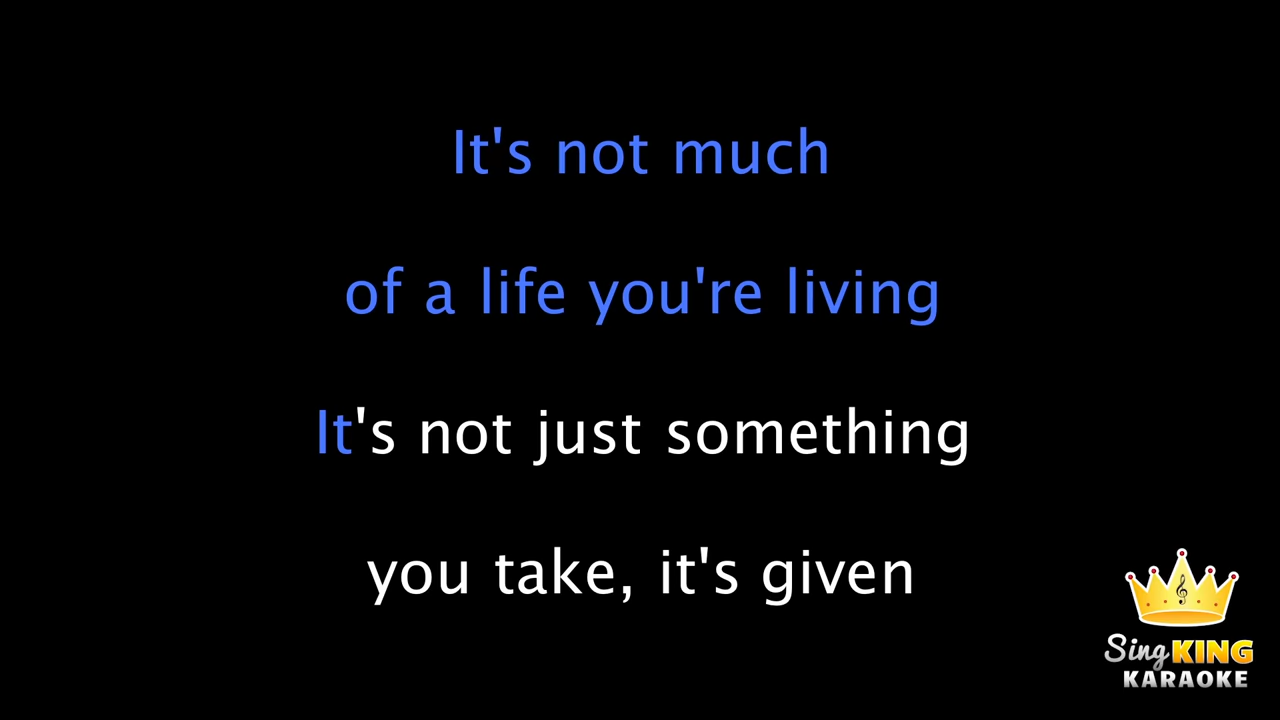 It's not much
of a life you're living
It's not just something
you take, it's given
Sing KING
KARAOKE